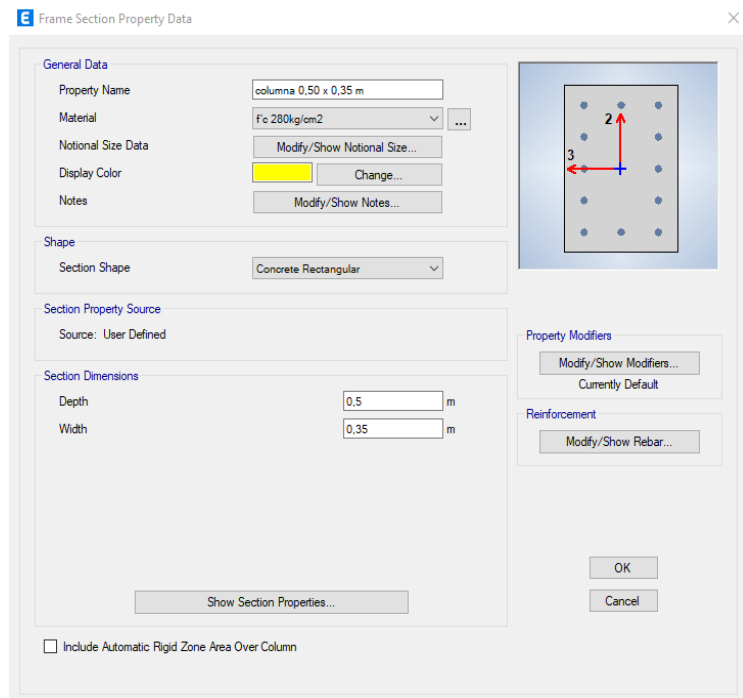 E Frame Section Property Data
General Data
Property Name columna 0,50 x 0,35 m
Material f'c 280kg/cm2 ...
Notional Size Data Modify/Show Notional Size...
Display Color Change...
Notes Modify/Show Notes...
Shape
Section Shape Concrete Rectangular
Section Property Source
Source: User Defined
Section Dimensions
Depth 0,5 m
Width 0,35 m
Show Section Properties...
Include Automatic Rigid Zone Area Over Column
2
3
Property Modifiers
Modify/Show Modifiers...
Currently Default
Reinforcement
Modify/Show Rebar...
OK
Cancel